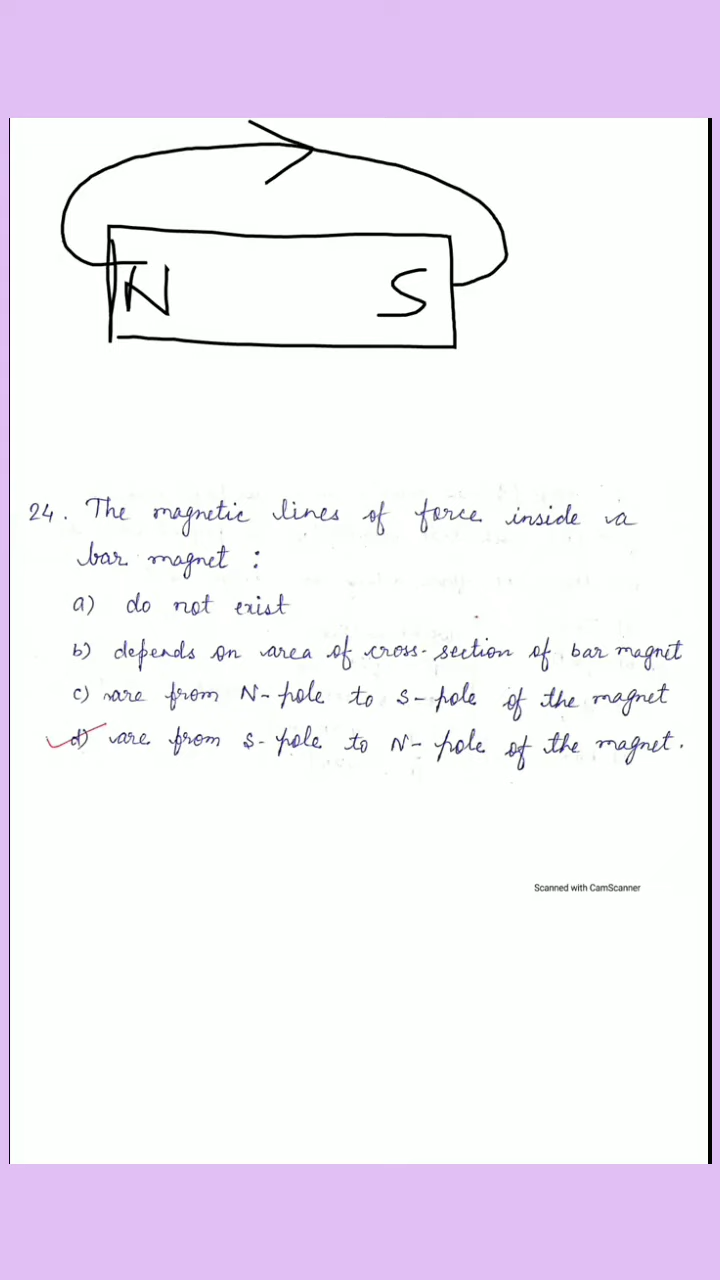 N S
24. The magnetic lines of force inside a
bar magnet :
a) do not exist
b) depends on area of cross-section of bar magnet
c) are from N-pole to S-pole of the magnet
d) are from S-pole to N-pole of the magnet.
Scanned with CamScanner